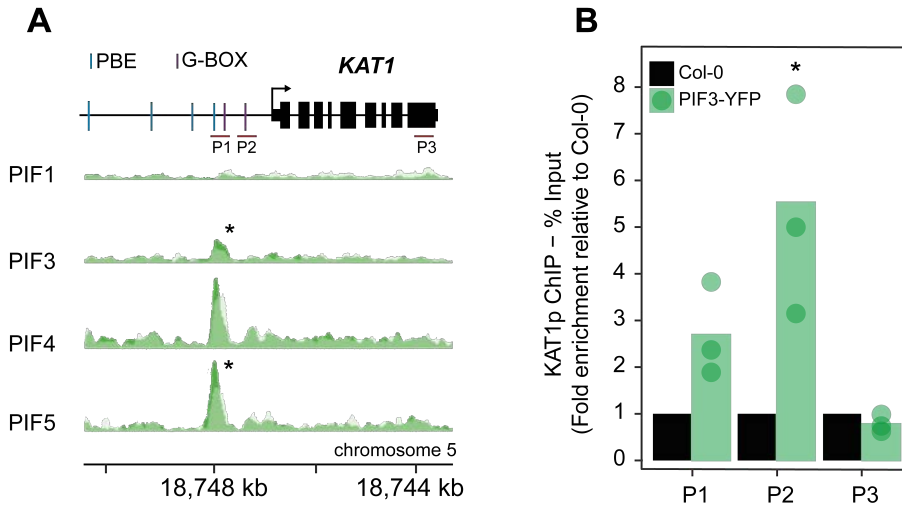 A
PBE
G-BOX
KAT1
P1
P2
P3
PIF1
*
PIF3
PIF4
*
PIF5
chromosome 5
18,748 kb
18,744 kb
B
KAT1p ChIP – % Input
(Fold enrichment relative to Col-0)
8
7
6
5
4
3
2
1
0
Col-0
PIF3-YFP
*
P1
P2
P3